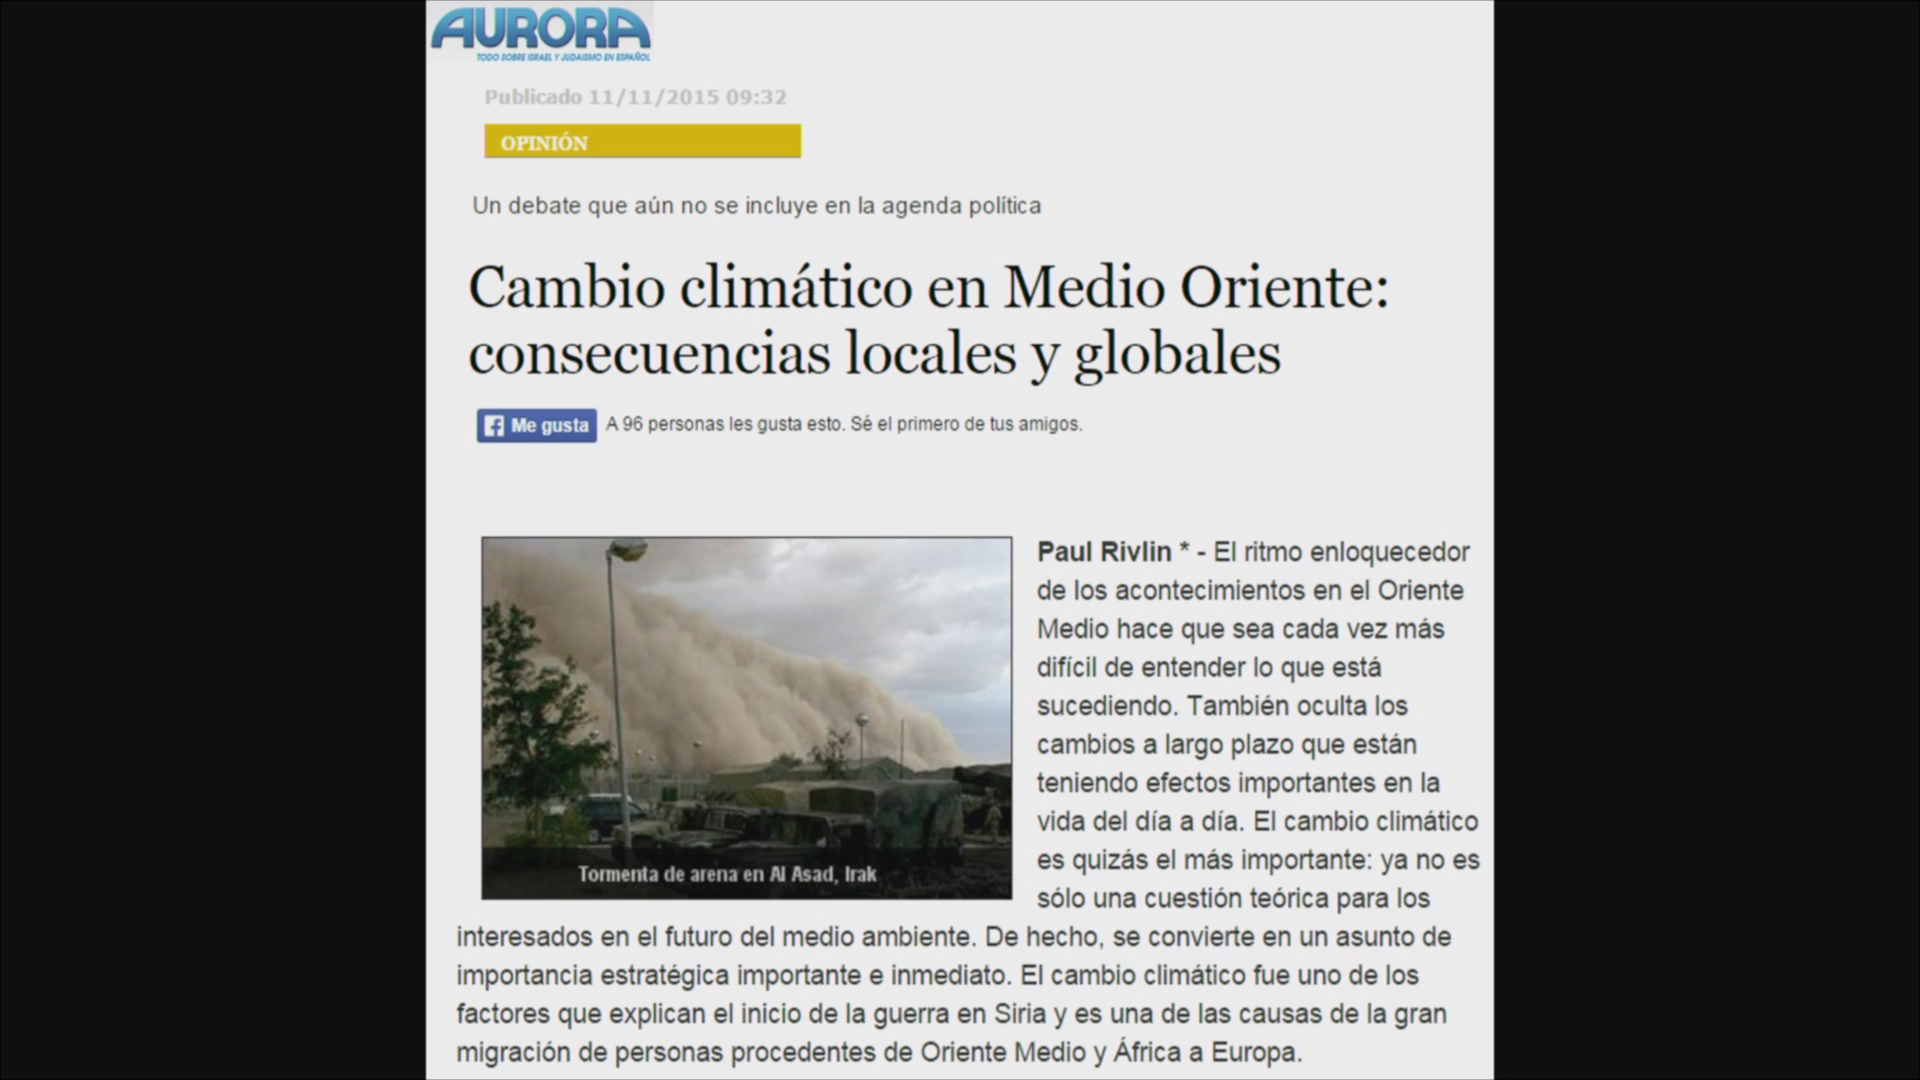 AURORA
TODO SOBRE ISRAEL Y JUDAISMO EN ESPAÑOL
Publicado 11/11/2015 09:32
OPINIÓN
Un debate que aún no se incluye en la agenda política
Cambio climático en Medio Oriente:
consecuencias locales y globales
Me gusta A 96 personas les gusta esto. Sé el primero de tus amigos.
Paul Rivlin * - El ritmo enloquecedor
de los acontecimientos en el Oriente
Medio hace que sea cada vez más
difícil de entender lo que está
sucediendo. También oculta los
cambios a largo plazo que están
teniendo efectos importantes en la
vida del día a día. El cambio climático
es quizás el más importante: ya no es
sólo una cuestión teórica para los
Tormenta de arena en Al Asad, Irak
interesados en el futuro del medio ambiente. De hecho, se convierte en un asunto de
importancia estratégica importante e inmediato. El cambio climático fue uno de los
factores que explican el inicio de la guerra en Siria y es una de las causas de la gran
migración de personas procedentes de Oriente Medio y África a Europa.